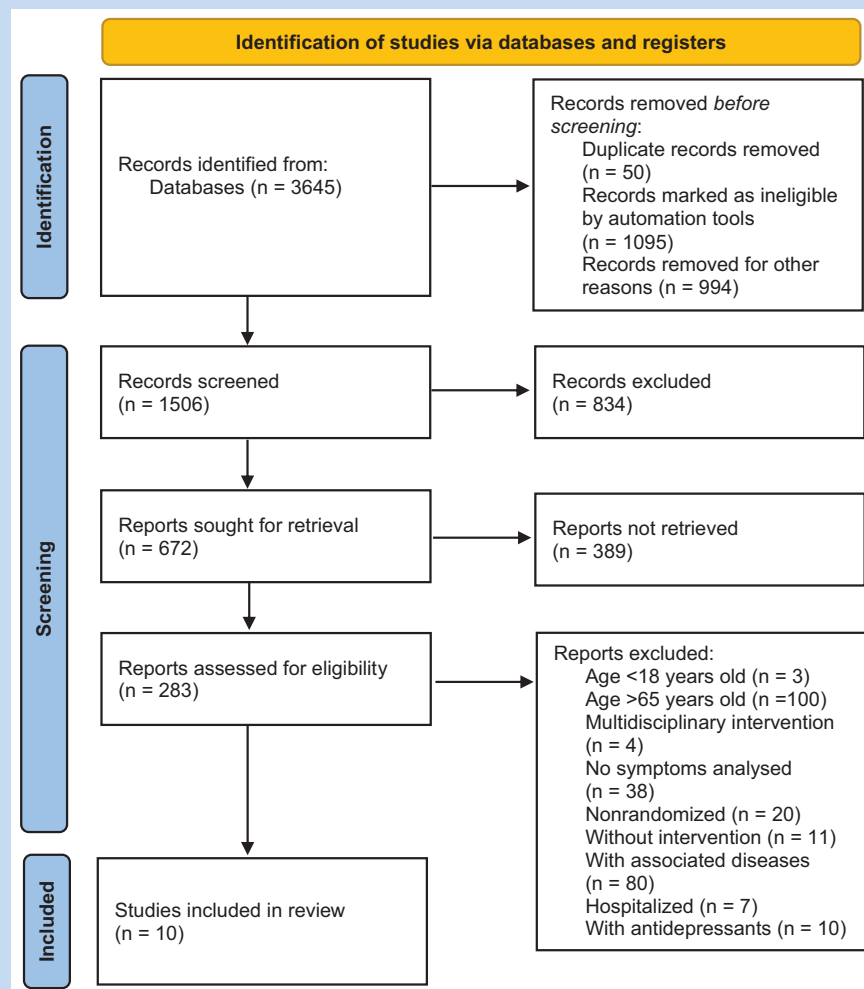 Identification of studies via databases and registers
Identification
Records identified from:
Databases (n = 3645)
Records removed before
screening:
Duplicate records removed
(n = 50)
Records marked as ineligible
by automation tools
(n = 1095)
Records removed for other
reasons (n = 994)
Screening
Records screened
(n = 1506)
Records excluded
(n = 834)
Reports sought for retrieval
(n = 672)
Reports not retrieved
(n = 389)
Reports assessed for eligibility
(n = 283)
Reports excluded:
Age <18 years old (n = 3)
Age >65 years old (n =100)
Multidisciplinary intervention
(n = 4)
No symptoms analysed
(n = 38)
Nonrandomized (n = 20)
Without intervention (n = 11)
With associated diseases
(n = 80)
Hospitalized (n = 7)
With antidepressants (n = 10)
Included
Studies included in review
(n = 10)